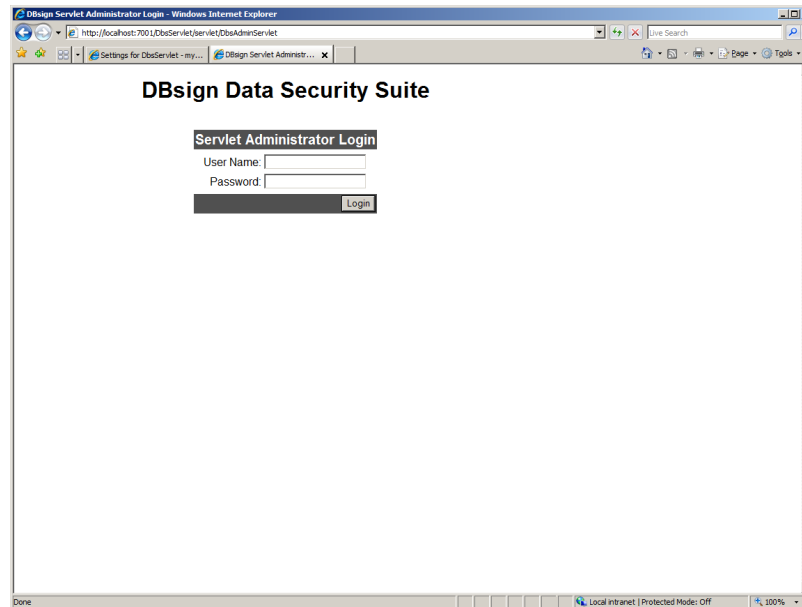 DBsign Servlet Administrator Login - Windows Internet Explorer
http://localhost:7001/DbsServlet/servlet/DbsAdminServlet
Live Search
Settings for DbsServlet - my...
DBsign Servlet Administr...
Page
Tools
DBsign Data Security Suite
Servlet Administrator Login
User Name:
Password:
Login
Done
Local intranet | Protected Mode: Off
100%